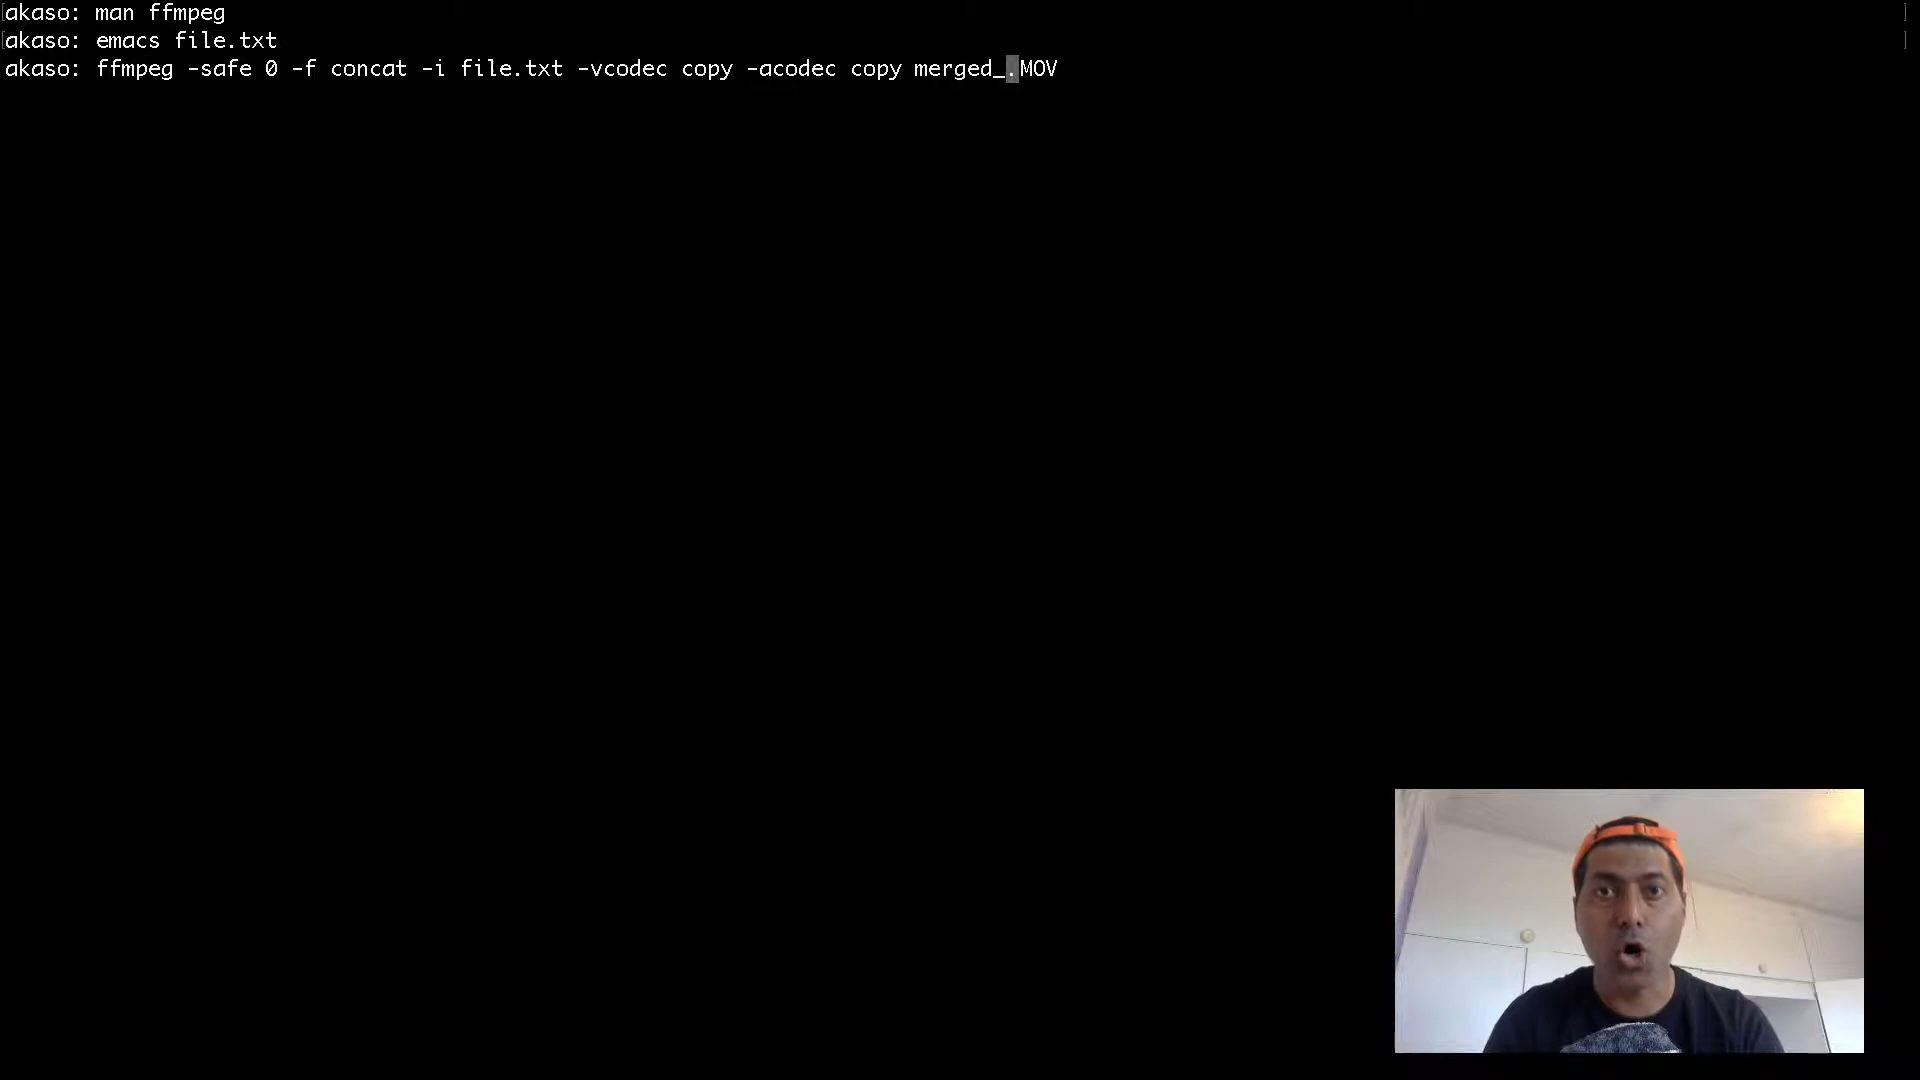 [akaso: man ffmpeg ]
[akaso: emacs file.txt ]
akaso: ffmpeg -safe 0 -f concat -i file.txt -vcodec copy -acodec copy merged_.MOV